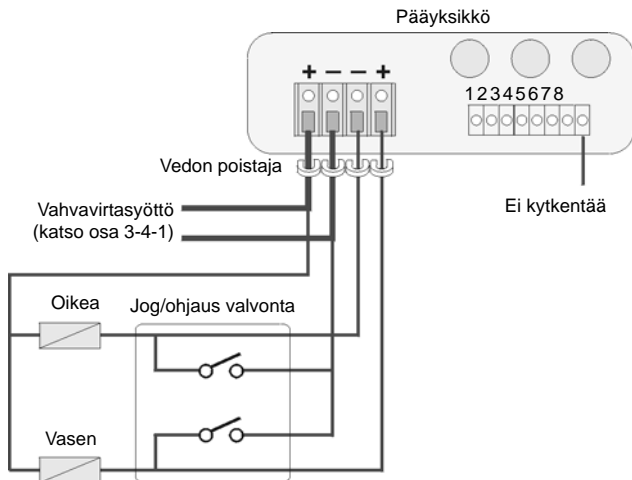 Pääyksikkö
+ – – +
12345678
Vedon poistaja
Ei kytkentää
Vahvavirtasyöttö
(katso osa 3-4-1)
Oikea
Jog/ohjaus valvonta
Vasen